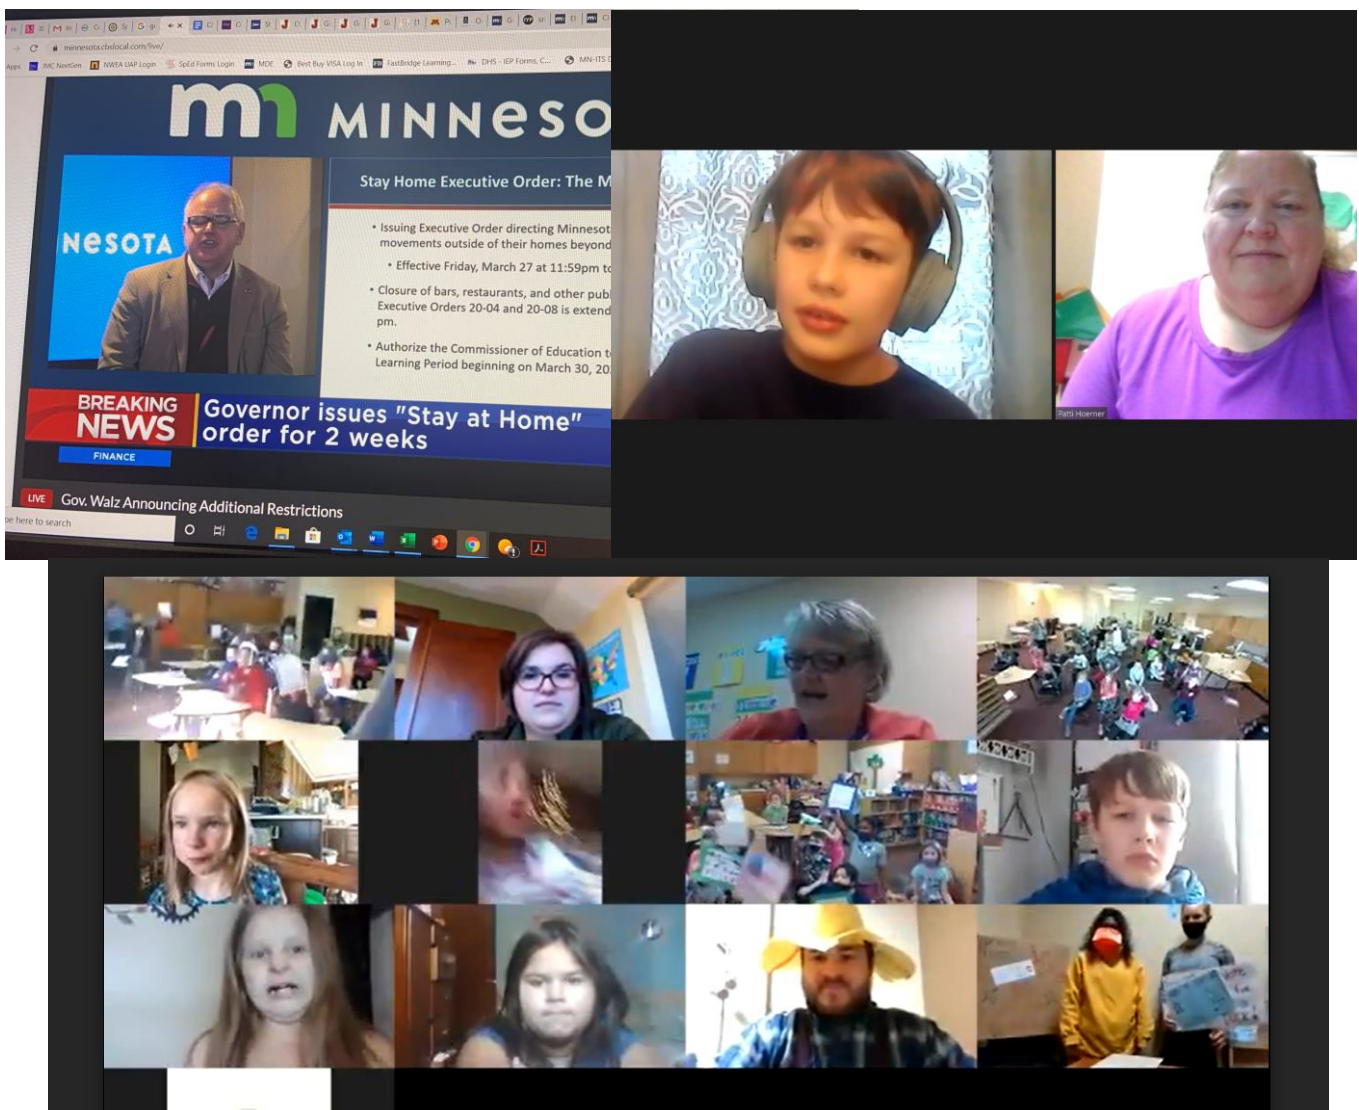 minnesota.cbslocal.com/live/
Apps
JMC NextGen
NWEA UAP Login
SpEd Forms Login
MDE
Best Buy VISA Log In
FastBridge Learning...
DHS - IEP Forms, C...
MN-ITS
mn MINNESO
NESOTA
Stay Home Executive Order: The M
• Issuing Executive Order directing Minnesot
movements outside of their homes beyond
• Effective Friday, March 27 at 11:59pm to
• Closure of bars, restaurants, and other publ
Executive Orders 20-04 and 20-08 is extend
pm.
• Authorize the Commissioner of Education t
Learning Period beginning on March 30, 20
BREAKING
NEWS
Governor issues "Stay at Home"
order for 2 weeks
FINANCE
LIVE Gov. Walz Announcing Additional Restrictions
pe here to search
Patti Hoerner